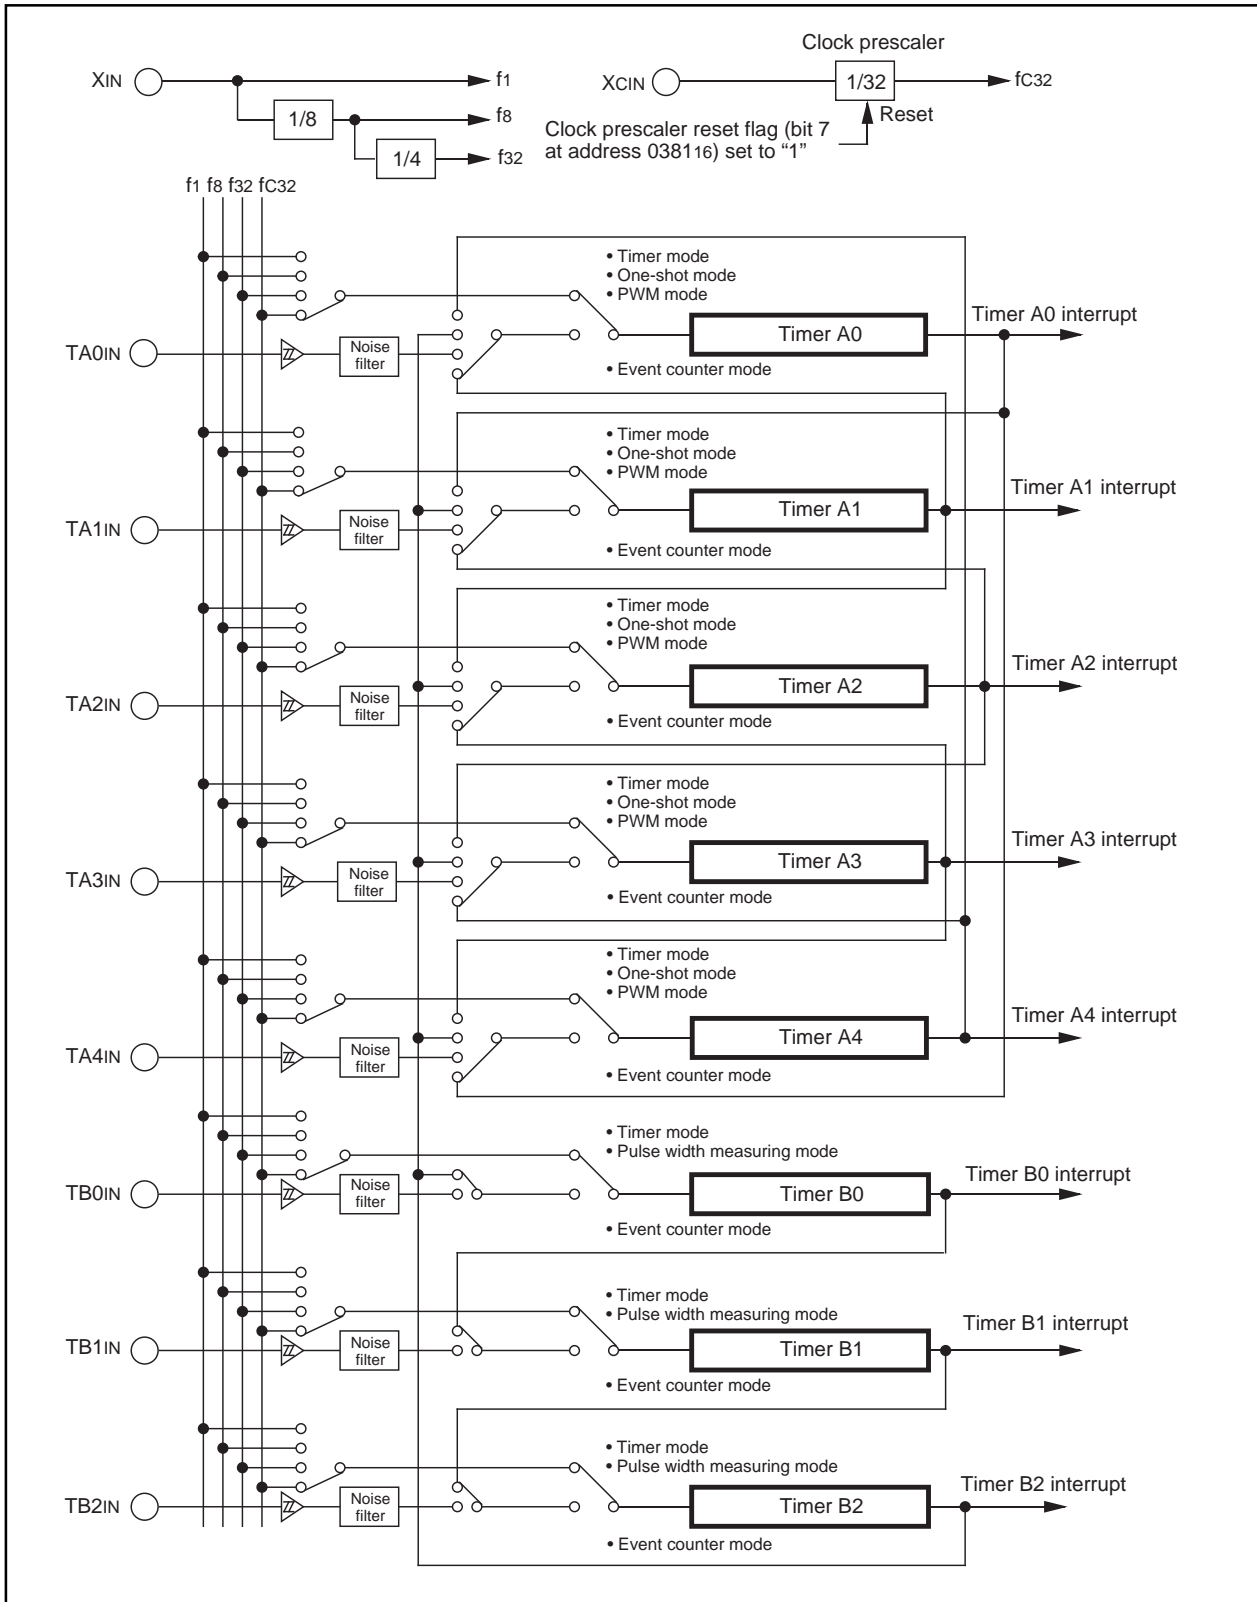 Clock prescaler
XIN
f1
XCIN
1/32
fC32
1/8
f8
Reset
Clock prescaler reset flag (bit 7
at address 038116) set to “1”
1/4
f32
f1 f8 f32 fC32
• Timer mode
• One-shot mode
• PWM mode
Timer A0 interrupt
TA0IN
Noise
filter
Timer A0
• Event counter mode
• Timer mode
• One-shot mode
• PWM mode
Timer A1 interrupt
TA1IN
Noise
filter
Timer A1
• Event counter mode
• Timer mode
• One-shot mode
• PWM mode
Timer A2 interrupt
TA2IN
Noise
filter
Timer A2
• Event counter mode
• Timer mode
• One-shot mode
• PWM mode
Timer A3 interrupt
TA3IN
Noise
filter
Timer A3
• Event counter mode
• Timer mode
• One-shot mode
• PWM mode
Timer A4 interrupt
TA4IN
Noise
filter
Timer A4
• Event counter mode
• Timer mode
• Pulse width measuring mode
Timer B0 interrupt
TB0IN
Noise
filter
Timer B0
• Event counter mode
• Timer mode
• Pulse width measuring mode
Timer B1 interrupt
TB1IN
Noise
filter
Timer B1
• Event counter mode
• Timer mode
• Pulse width measuring mode
Timer B2 interrupt
TB2IN
Noise
filter
Timer B2
• Event counter mode